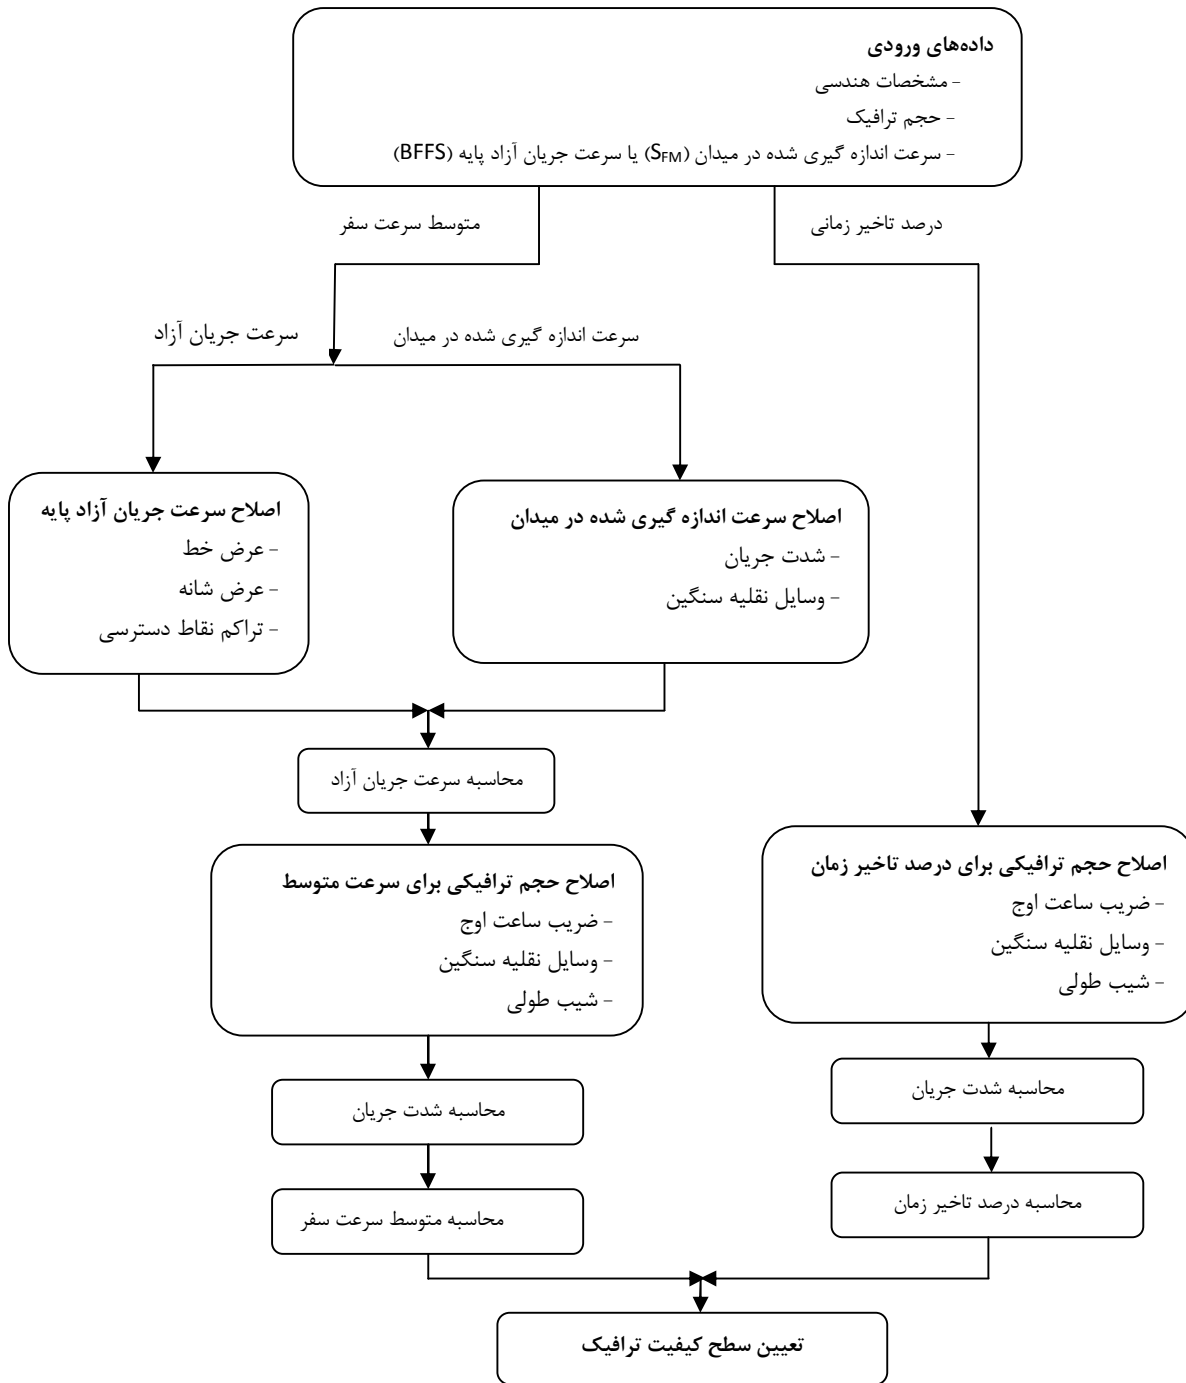 داده‌های ورودی
- مشخصات هندسی
- حجم ترافیک
- سرعت اندازه گیری شده در میدان (SFM) یا سرعت جریان آزاد پایه (BFFS)
درصد تاخیر زمانی
متوسط سرعت سفر
سرعت اندازه گیری شده در میدان
سرعت جریان آزاد
اصلاح سرعت اندازه گیری شده در میدان
- شدت جریان
- وسایل نقلیه سنگین
اصلاح سرعت جریان آزاد پایه
- عرض خط
- عرض شانه
- تراکم نقاط دسترسی
محاسبه سرعت جریان آزاد
اصلاح حجم ترافیکی برای درصد تاخیر زمان
- ضریب ساعت اوج
- وسایل نقلیه سنگین
- شیب طولی
اصلاح حجم ترافیکی برای سرعت متوسط
- ضریب ساعت اوج
- وسایل نقلیه سنگین
- شیب طولی
محاسبه شدت جریان
محاسبه شدت جریان
محاسبه درصد تاخیر زمان
محاسبه متوسط سرعت سفر
تعیین سطح کیفیت ترافیک